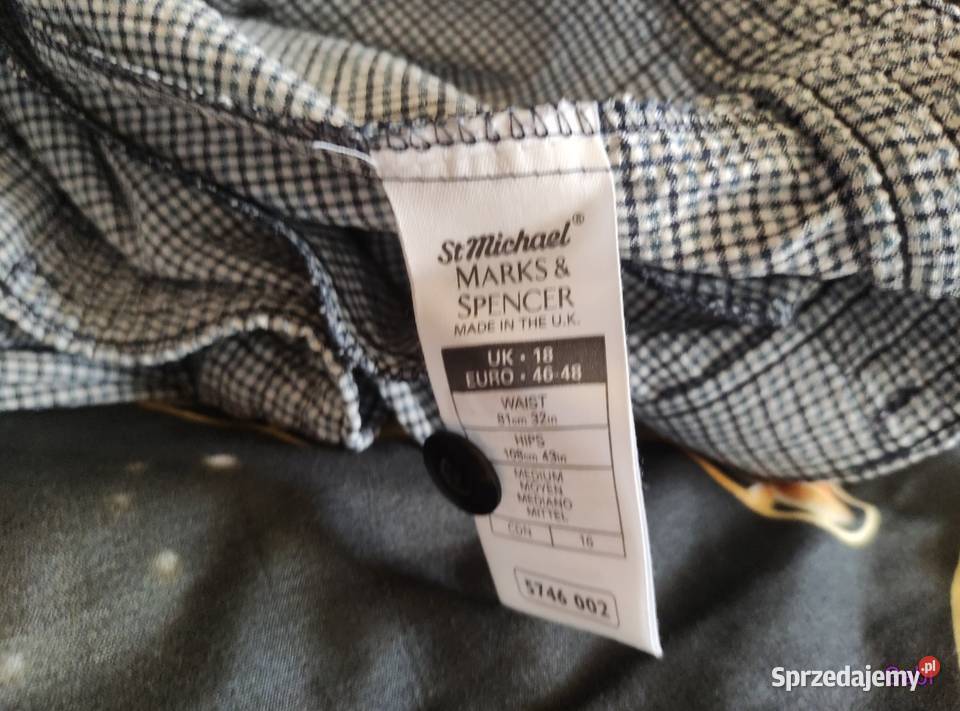 St Michael®
MARKS &
SPENCER
MADE IN THE U.K.
UK • 18
EURO • 46-48
WAIST
81cm 32in
HIPS
108cm 43in
MEDIUM
MOYEN
MEDIANO
MITTEL
CDN 16
5746 002
Sprzedajemy.pl